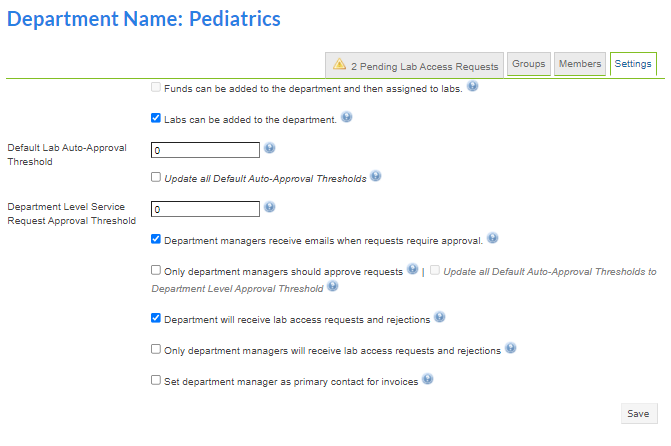 Department Name: Pediatrics
2 Pending Lab Access Requests
Groups
Members
Settings
Funds can be added to the department and then assigned to labs.
Labs can be added to the department.
Default Lab Auto-Approval
Threshold
0
Update all Default Auto-Approval Thresholds
Department Level Service
Request Approval Threshold
0
Department managers receive emails when requests require approval.
Only department managers should approve requests | Update all Default Auto-Approval Thresholds to
Department Level Approval Threshold
Department will receive lab access requests and rejections
Only department managers will receive lab access requests and rejections
Set department manager as primary contact for invoices
Save